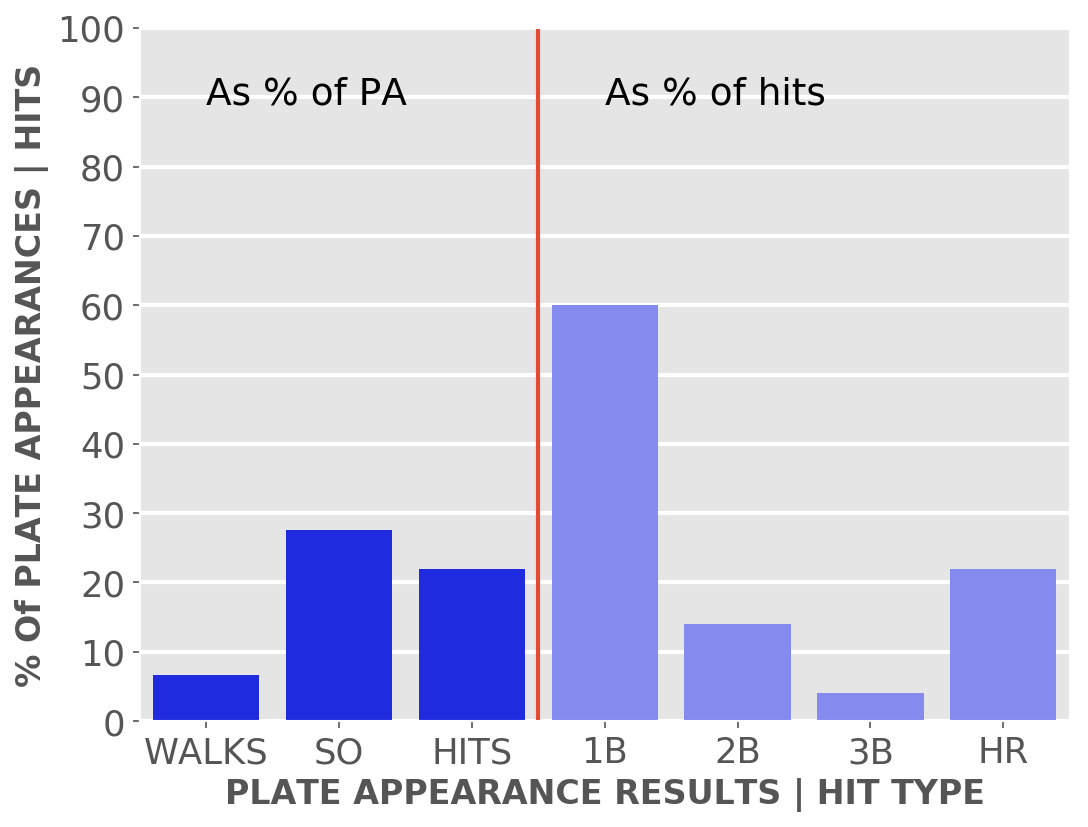 100
90
80
70
60
50
40
30
20
10
0
% Of PLATE APPEARANCES | HITS
As % of PA
As % of hits
WALKS SO HITS 1B 2B 3B HR
PLATE APPEARANCE RESULTS | HIT TYPE